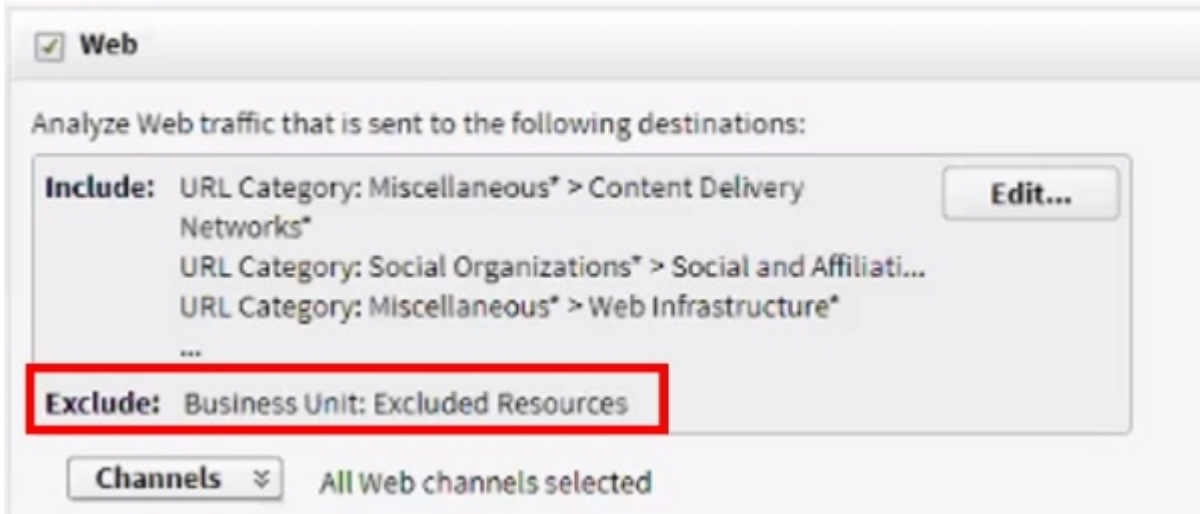 Web
Analyze Web traffic that is sent to the following destinations:
Include: URL Category: Miscellaneous* > Content Delivery
Networks*
Edit...
URL Category: Social Organizations* > Social and Affiliati...
URL Category: Miscellaneous* > Web Infrastructure*
...
Exclude: Business Unit: Excluded Resources
Channels
All Web channels selected